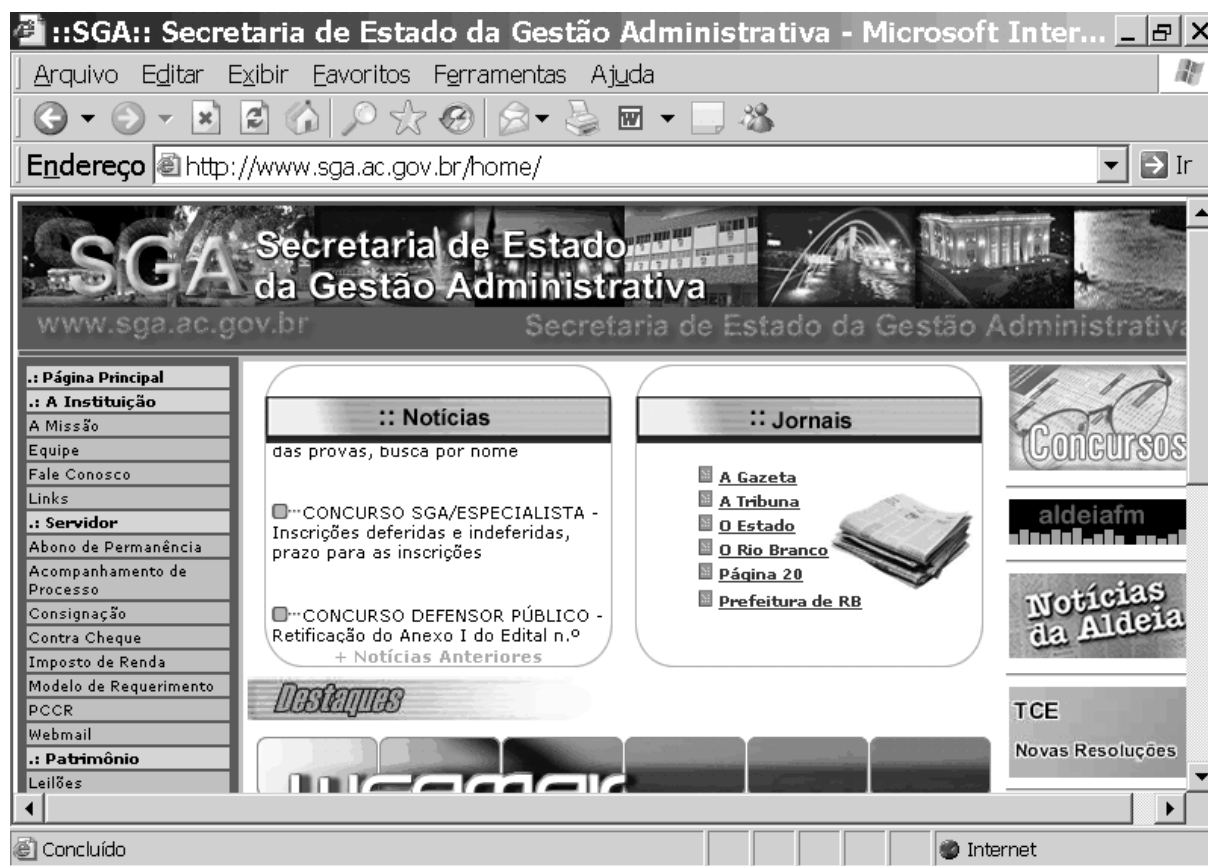 ::SGA:: Secretaria de Estado da Gestão Administrativa - Microsoft Inter...
Arquivo Editar Exibir Favoritos Ferramentas Ajuda
Endereço http://www.sga.ac.gov.br/home/ Ir
SGA Secretaria de Estado
da Gestão Administrativa
www.sga.ac.gov.br Secretaria de Estado da Gestão Administrativa
.: Página Principal
.: A Instituição
A Missão
Equipe
Fale Conosco
Links
.: Servidor
Abono de Permanência
Acompanhamento de
Processo
Consignação
Contra Cheque
Imposto de Renda
Modelo de Requerimento
PCCR
Webmail
.: Patrimônio
Leilões
:: Notícias
das provas, busca por nome
CONCURSO SGA/ESPECIALISTA -
Inscrições deferidas e indeferidas,
prazo para as inscrições
CONCURSO DEFENSOR PÚBLICO -
Retificação do Anexo I do Edital n.º
+ Notícias Anteriores
:: Jornais
A Gazeta
A Tribuna
O Estado
O Rio Branco
Página 20
Prefeitura de RB
Destaques
Concursos
aldeiafm
Notícias
da Aldeia
TCE
Novas Resoluções
Concluído
Internet